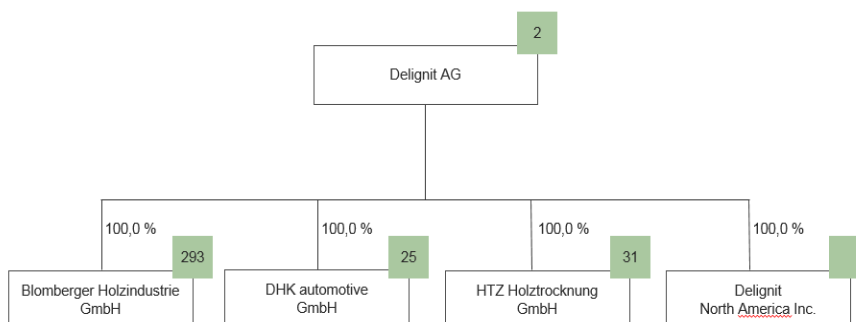 2
Delignit AG
100,0 %
100,0 %
100,0 %
100,0 %
293
25
31
Blomberger Holzindustrie
GmbH
DHK automotive
GmbH
HTZ Holztrocknung
GmbH
Delignit
North America Inc.